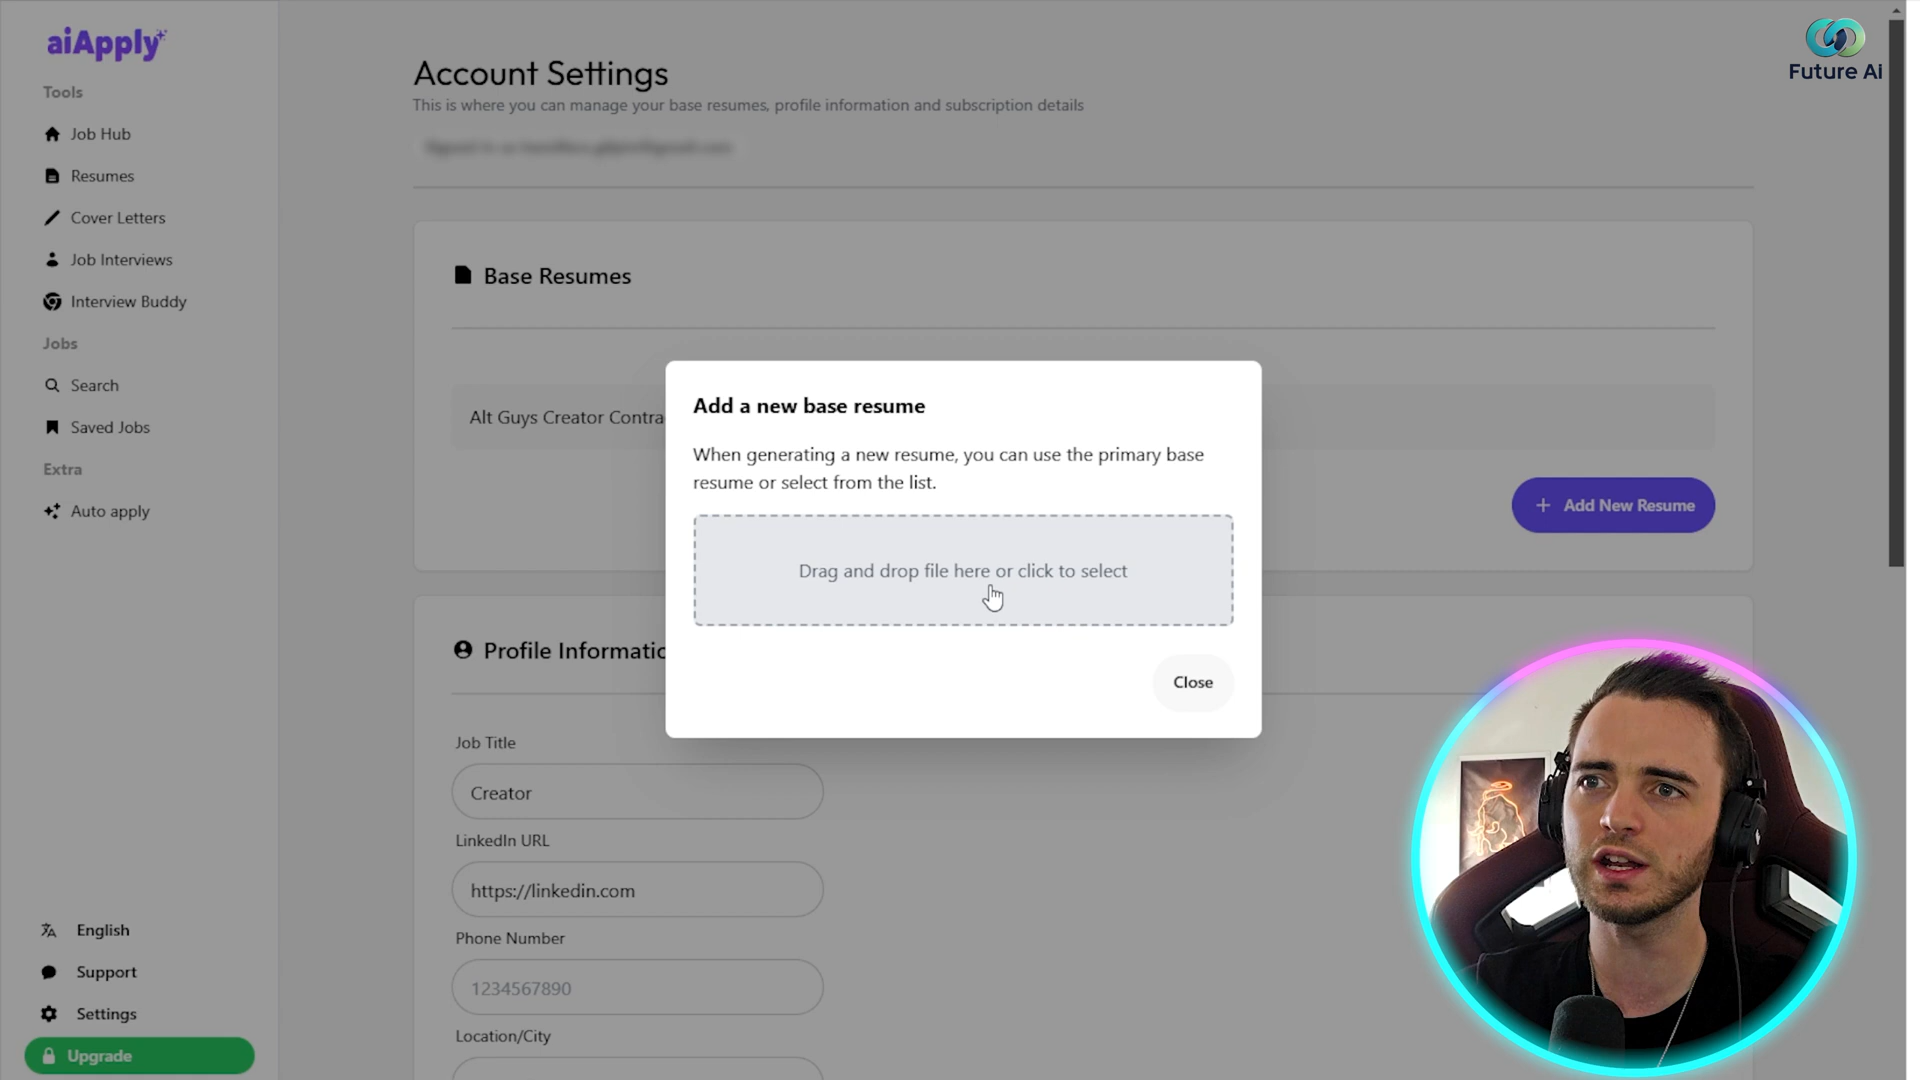 aiApply
Tools
Job Hub
Resumes
Cover Letters
Job Interviews
Interview Buddy
Jobs
Search
Saved Jobs
Extra
Auto apply
English
Support
Settings
Upgrade
Account Settings
This is where you can manage your base resumes, profile information and subscription details
Base Resumes
Alt Guys Creator Contra
+ Add New Resume
Add a new base resume
When generating a new resume, you can use the primary base
resume or select from the list.
Drag and drop file here or click to select
Close
Profile Informatio
Job Title
Creator
LinkedIn URL
https://linkedin.com
Phone Number
1234567890
Location/City
Future Ai